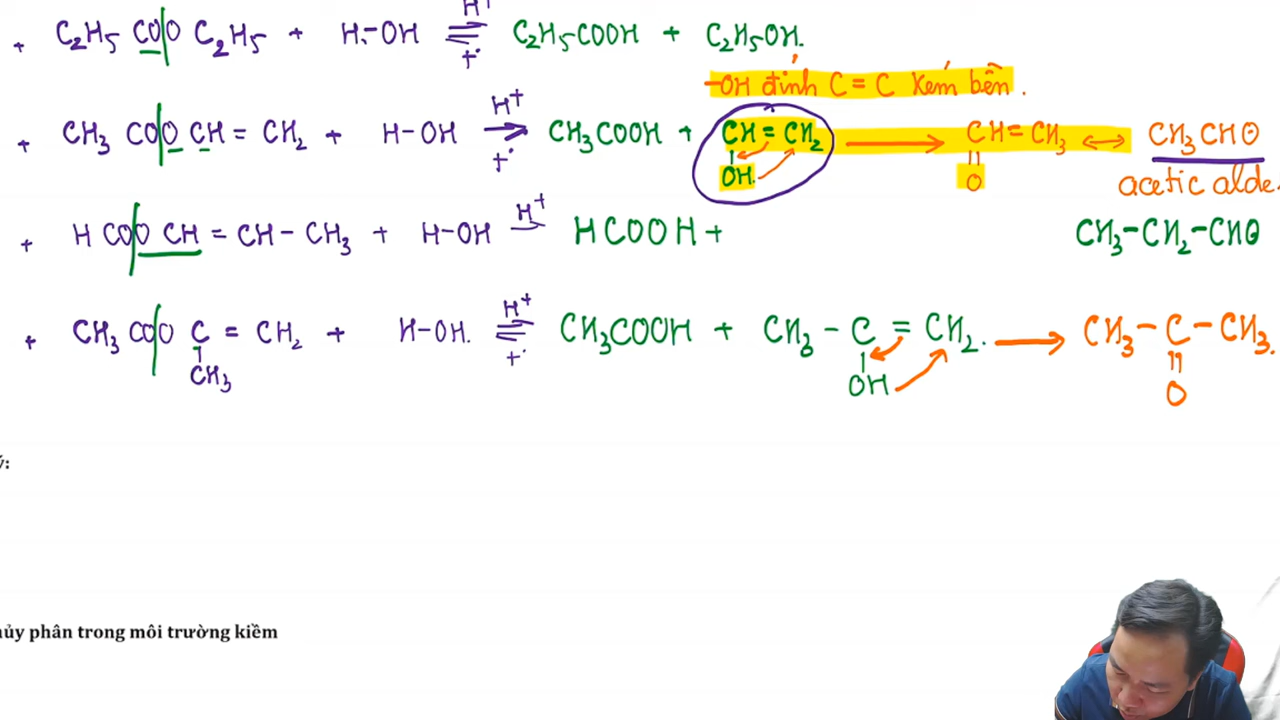 + C₂H₅ COO C₂H₅ + H-OH ⇌ H⁺ t° C₂H₅COOH + C₂H₅OH.
-OH đính C = C kém bền.
+ CH₃ COO CH = CH₂ + H-OH → H⁺ t° CH₃COOH + CH = CH₂ → CH=CH₃ ↔ CH₃CHO
OH. O acetic alde
+ H COO CH = CH - CH₃ + H-OH → H⁺ HCOOH + CH₃-CH₂-CHO
+ CH₃ COO C = CH₂ + H-OH. ⇌ H⁺ t° CH₃COOH + CH₃ - C = CH₂. → CH₃-C-CH₃.
CH₃ OH O
ý:
ủy phân trong môi trường kiềm